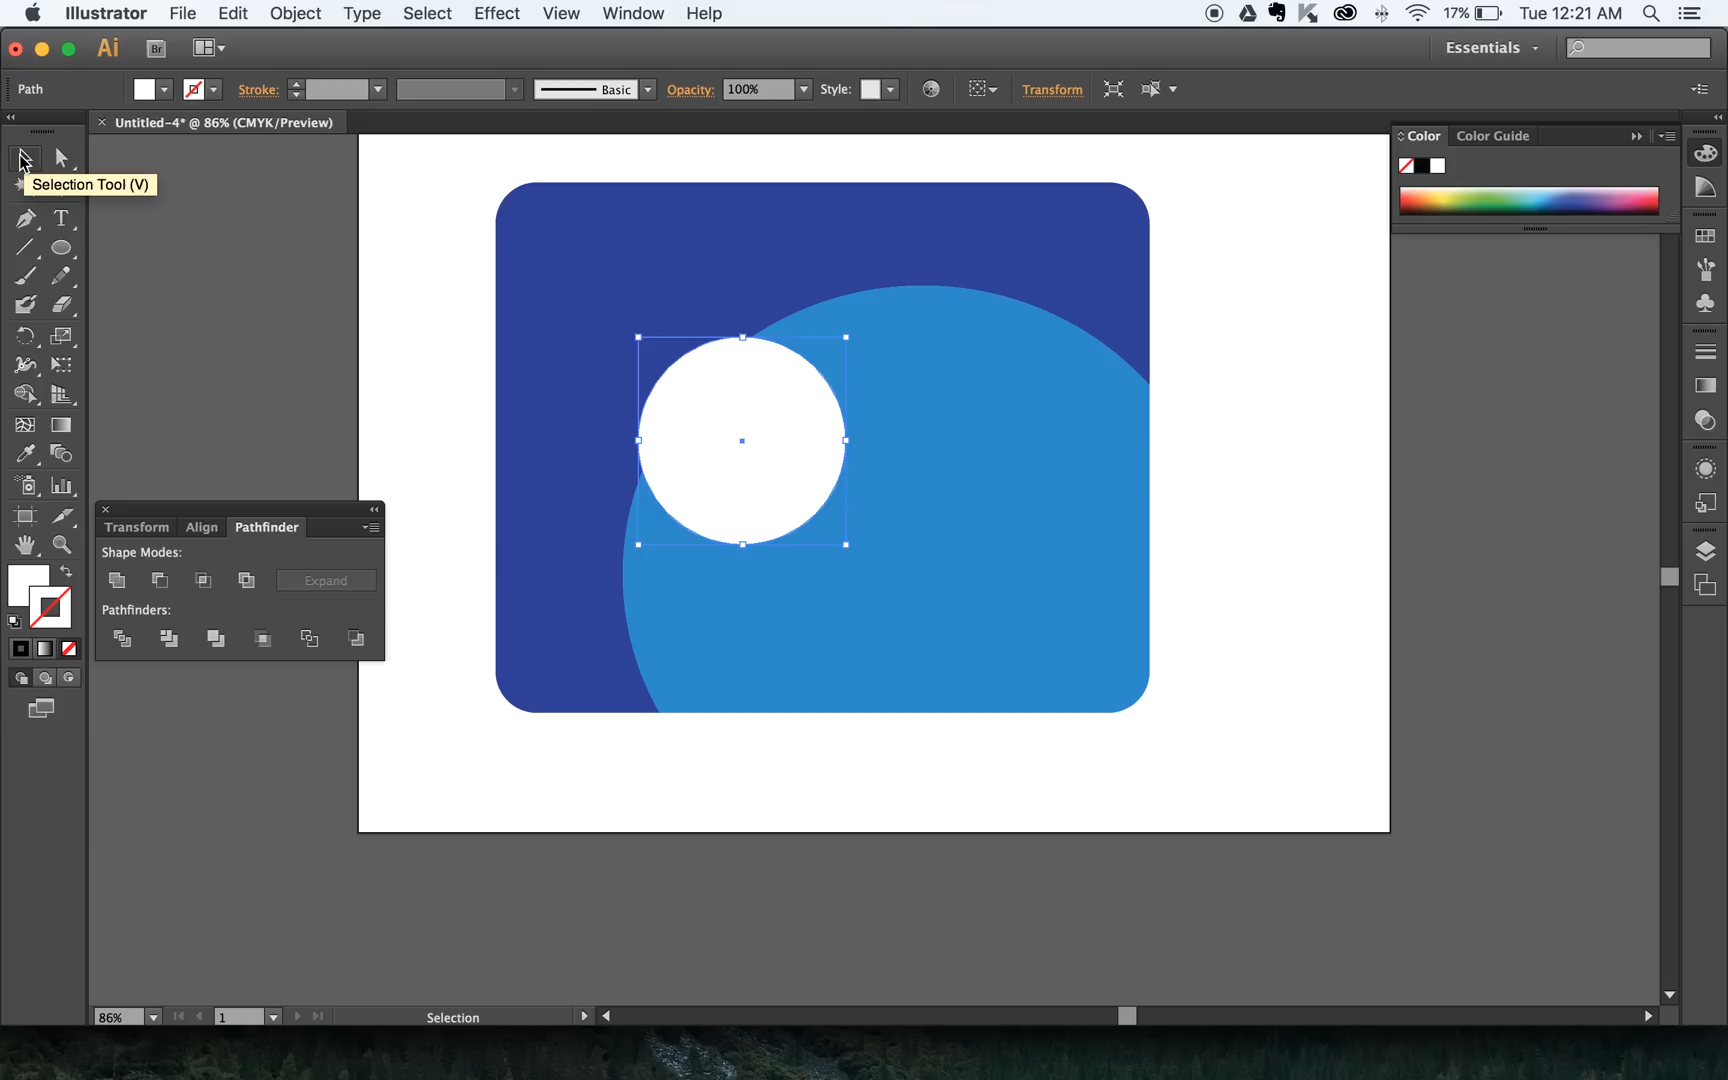 Illustrator File Edit Object Type Select Effect View Window Help 17% Tue 12:21 AM
Ai Br Essentials
Path Stroke: Basic Opacity: 100% Style: Transform
× Untitled-4* @ 86% (CMYK/Preview)
Color Color Guide
Selection Tool (V)
T
Transform Align Pathfinder
Shape Modes:
Expand
Pathfinders:
86% 1 Selection